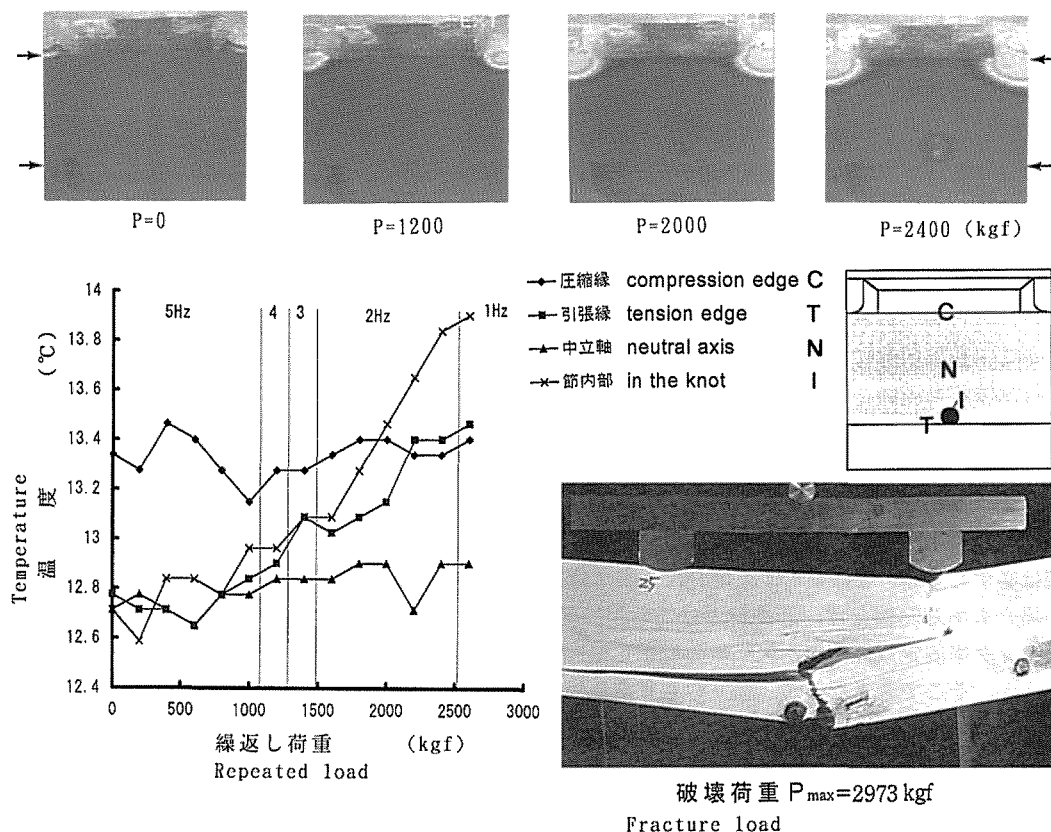 P=0
P=1200
P=2000
P=2400 (kgf)
圧縮縁 compression edge C
引張縁 tension edge T
中立軸 neutral axis N
節内部 in the knot I
14
13.8
13.6
13.4
13.2
13
12.8
12.6
12.4
5Hz
4
3
2Hz
1Hz
Temperature
温度 (℃)
0
500
1000
1500
2000
2500
3000
繰返し荷重 (kgf)
Repeated load
C
N
I
T
破壊荷重 Pmax=2973 kgf
Fracture load